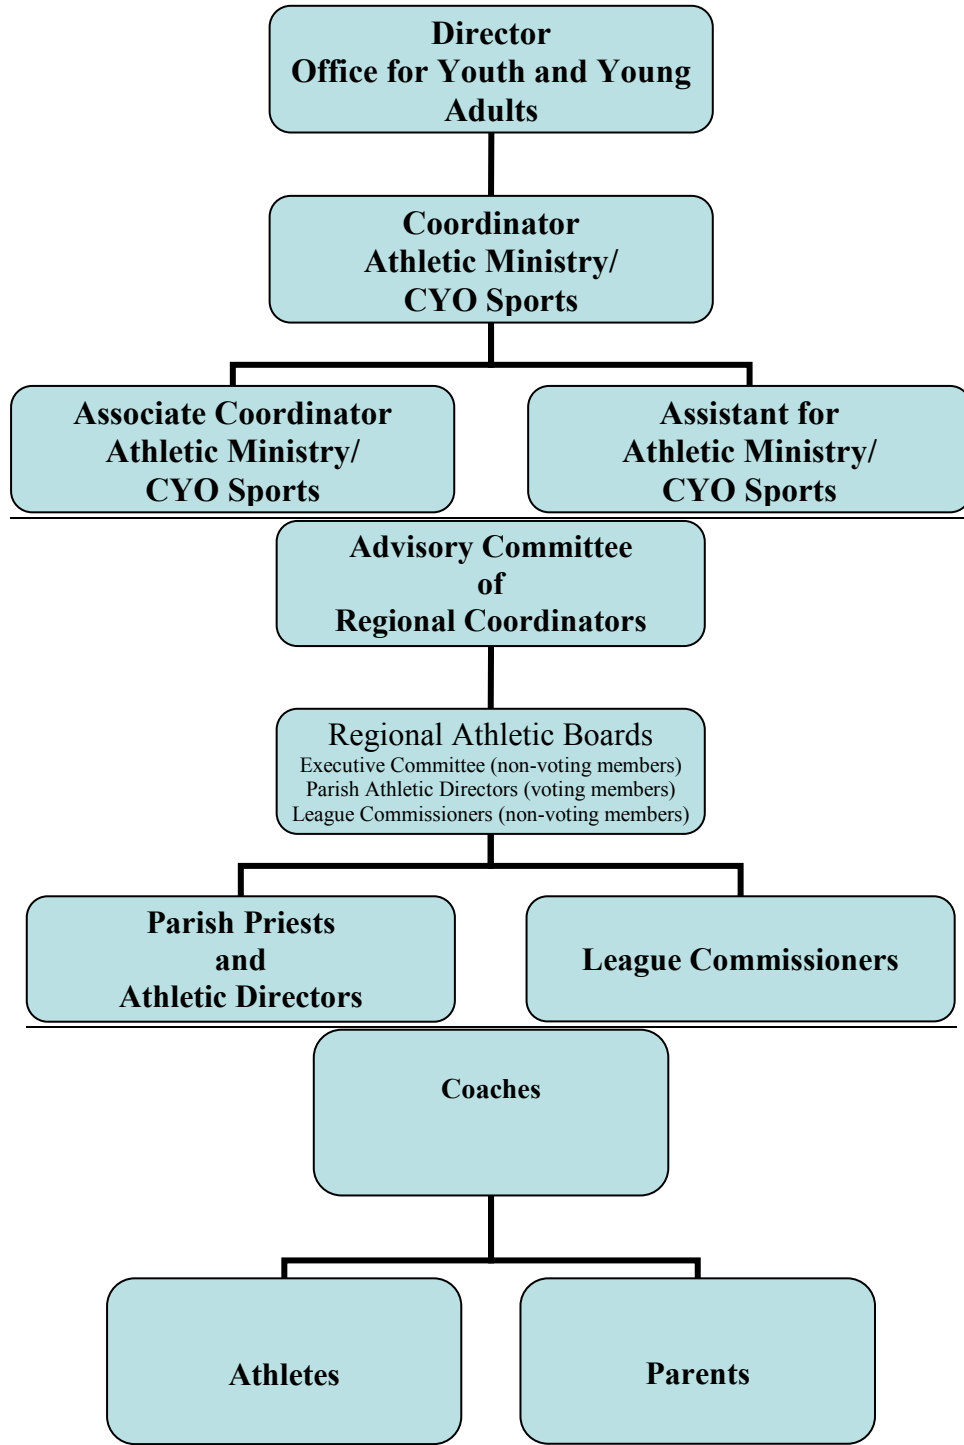 Director
Office for Youth and Young
Adults
Coordinator
Athletic Ministry/
CYO Sports
Associate Coordinator
Athletic Ministry/
CYO Sports
Assistant for
Athletic Ministry/
CYO Sports
Advisory Committee
of
Regional Coordinators
Regional Athletic Boards
Executive Committee (non-voting members)
Parish Athletic Directors (voting members)
League Commissioners (non-voting members)
Parish Priests
and
Athletic Directors
League Commissioners
Coaches
Athletes
Parents